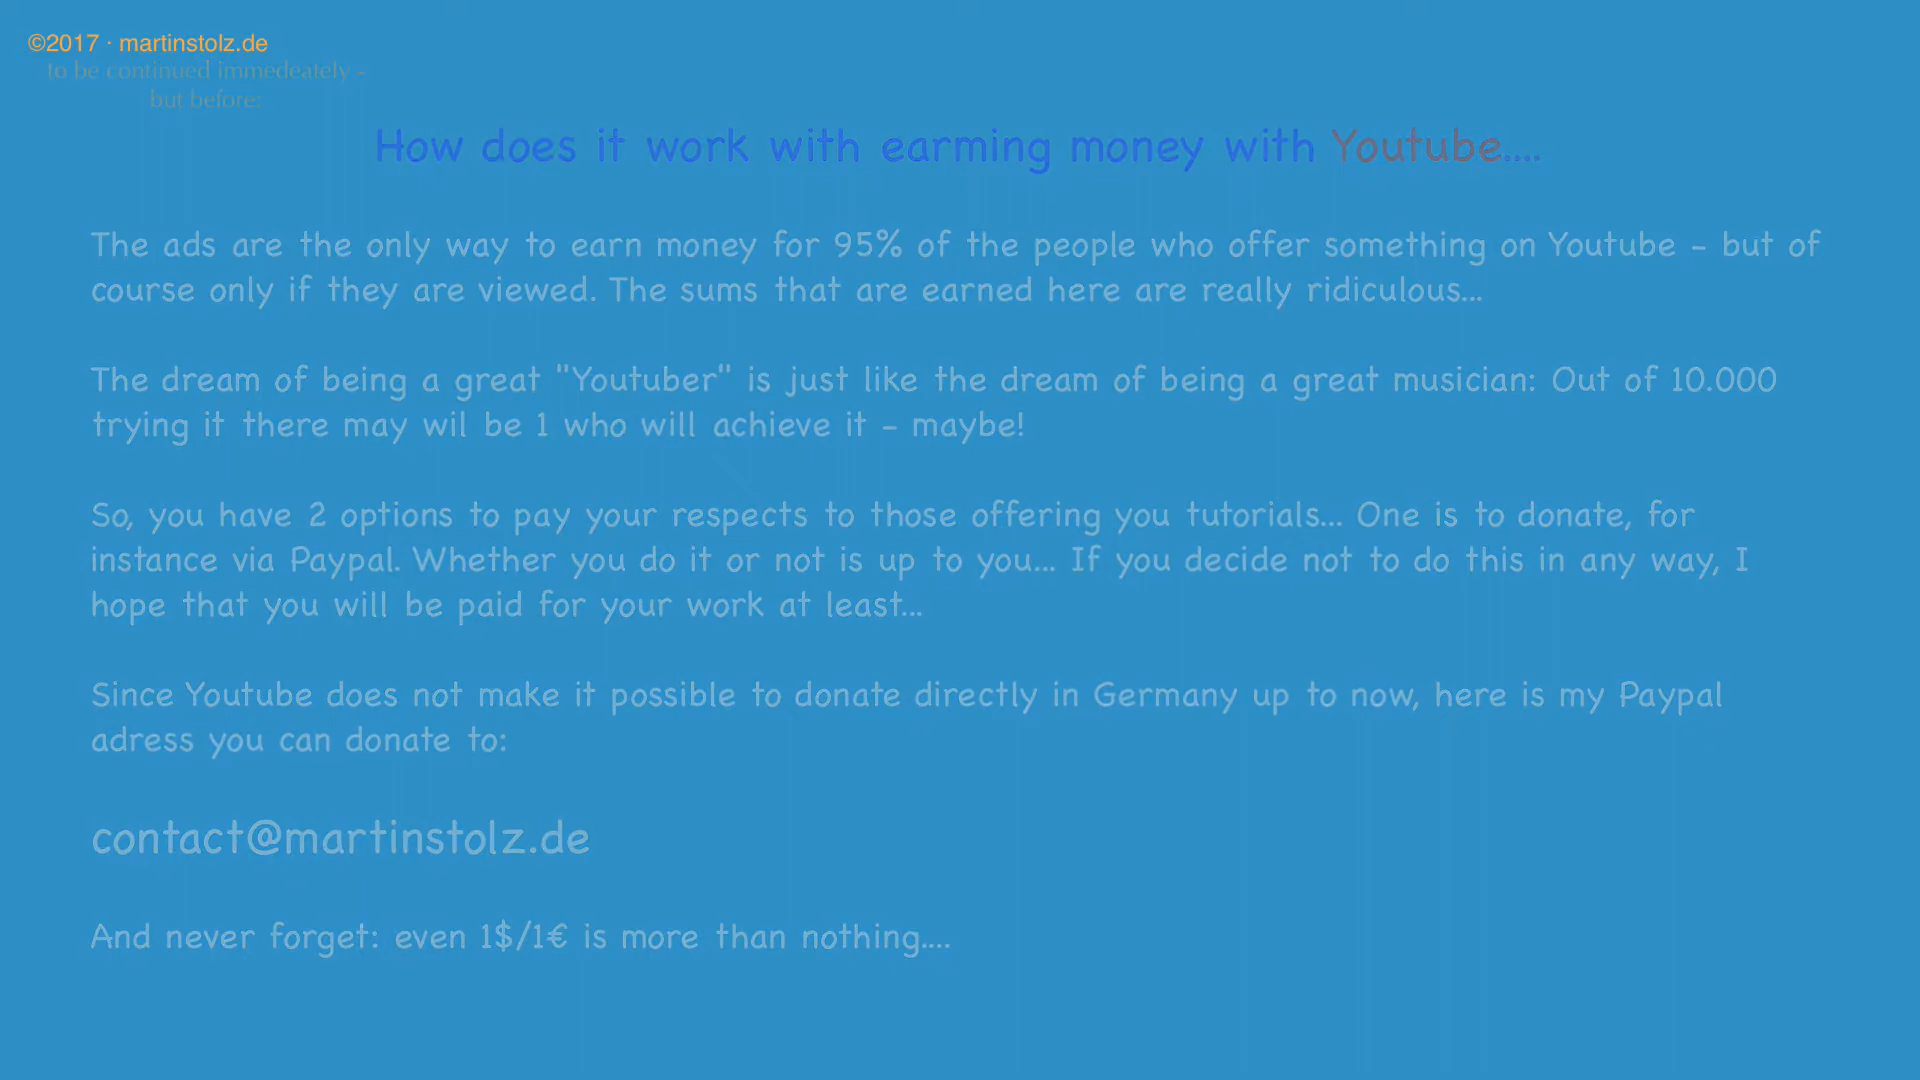 ©2017 · martinstolz.de
to be continued immedeately -
but before:
How does it work with earming money with Youtube....
The ads are the only way to earn money for 95% of the people who offer something on Youtube - but of
course only if they are viewed. The sums that are earned here are really ridiculous...
The dream of being a great "Youtuber" is just like the dream of being a great musician: Out of 10.000
trying it there may wil be 1 who will achieve it - maybe!
So, you have 2 options to pay your respects to those offering you tutorials... One is to donate, for
instance via Paypal. Whether you do it or not is up to you... If you decide not to do this in any way, I
hope that you will be paid for your work at least...
Since Youtube does not make it possible to donate directly in Germany up to now, here is my Paypal
adress you can donate to:
contact@martinstolz.de
And never forget: even 1$/1€ is more than nothing....